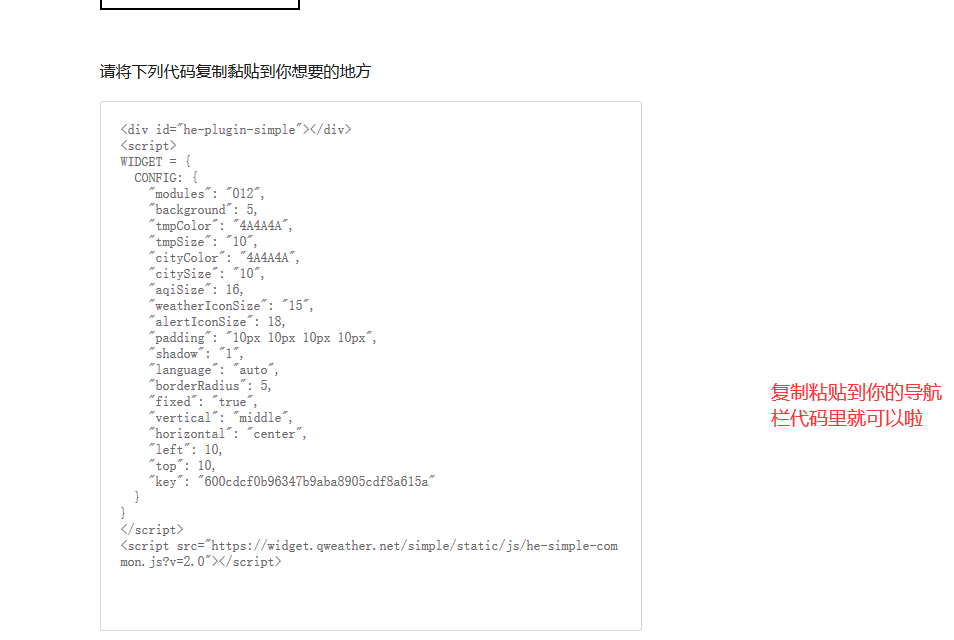 请将下列代码复制黏贴到你想要的地方
<div id="he-plugin-simple"></div>
<script>
WIDGET = {
  CONFIG: {
    "modules": "012",
    "background": 5,
    "tmpColor": "4A4A4A",
    "tmpSize": "10",
    "cityColor": "4A4A4A",
    "citySize": "10",
    "aqiSize": 16,
    "weatherIconSize": "15",
    "alertIconSize": 18,
    "padding": "10px 10px 10px 10px",
    "shadow": "1",
    "language": "auto",
    "borderRadius": 5,
    "fixed": "true",
    "vertical": "middle",
    "horizontal": "center",
    "left": 10,
    "top": 10,
    "key": "600cdcf0b96347b9aba8905cdf8a615a"
  }
}
</script>
<script src="https://widget.qweather.net/simple/static/js/he-simple-com
mon.js?v=2.0"></script>
复制粘贴到你的导航
栏代码里就可以啦